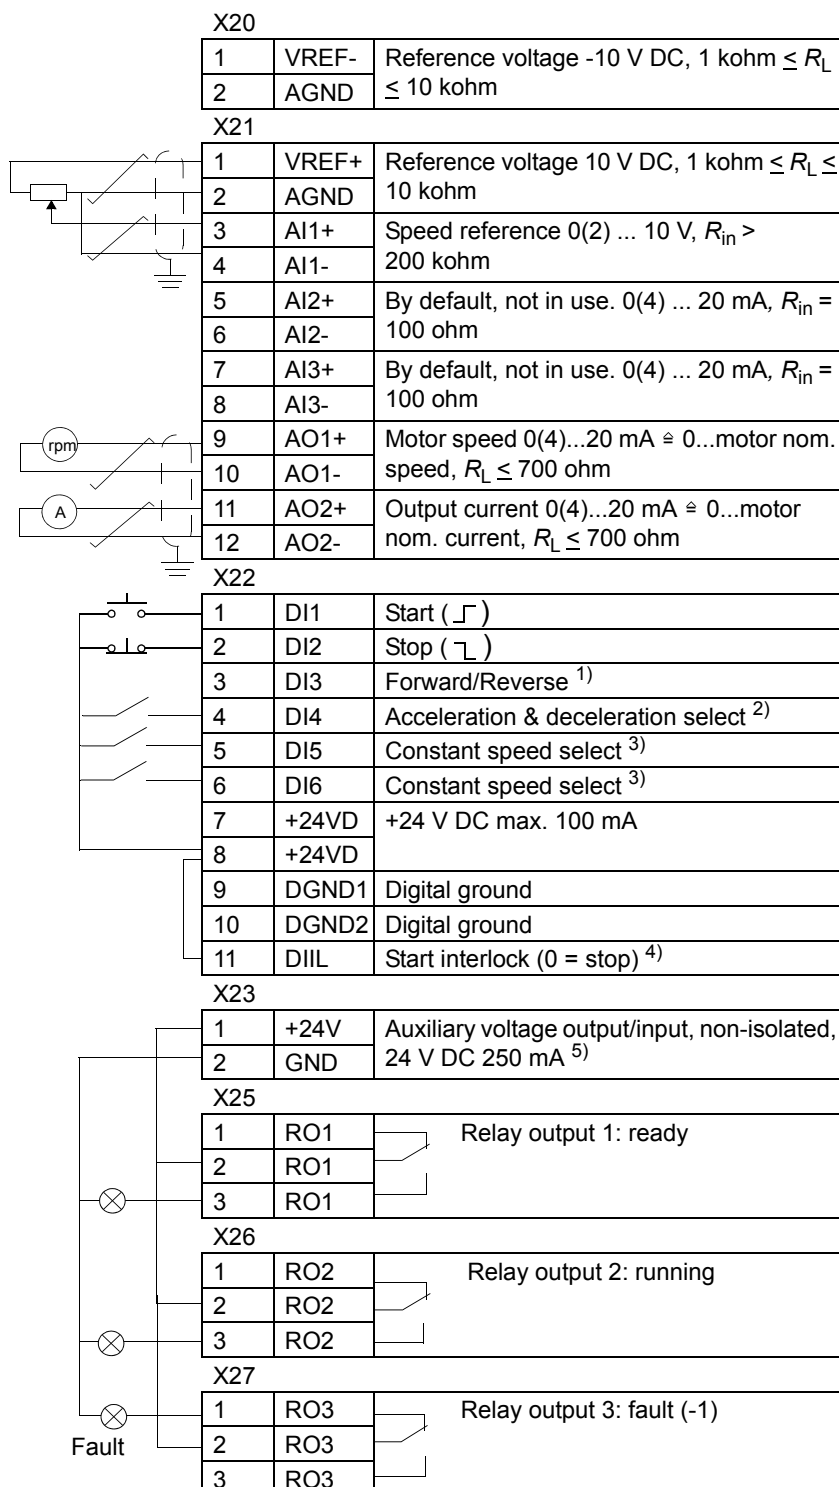 X20
1 VREF- Reference voltage -10 V DC, 1 kohm ≤ RL
2 AGND ≤ 10 kohm
X21
1 VREF+ Reference voltage 10 V DC, 1 kohm ≤ RL ≤
2 AGND 10 kohm
3 AI1+ Speed reference 0(2) ... 10 V, Rin >
4 AI1- 200 kohm
5 AI2+ By default, not in use. 0(4) ... 20 mA, Rin =
6 AI2- 100 ohm
7 AI3+ By default, not in use. 0(4) ... 20 mA, Rin =
8 AI3- 100 ohm
rpm 9 AO1+ Motor speed 0(4)...20 mA ≙ 0...motor nom.
10 AO1- speed, RL ≤ 700 ohm
A 11 AO2+ Output current 0(4)...20 mA ≙ 0...motor
12 AO2- nom. current, RL ≤ 700 ohm
X22
1 DI1 Start ( )
2 DI2 Stop ( )
3 DI3 Forward/Reverse 1)
4 DI4 Acceleration & deceleration select 2)
5 DI5 Constant speed select 3)
6 DI6 Constant speed select 3)
7 +24VD +24 V DC max. 100 mA
8 +24VD
9 DGND1 Digital ground
10 DGND2 Digital ground
11 DIIL Start interlock (0 = stop) 4)
X23
1 +24V Auxiliary voltage output/input, non-isolated,
2 GND 24 V DC 250 mA 5)
X25
1 RO1 Relay output 1: ready
2 RO1
3 RO1
X26
1 RO2 Relay output 2: running
2 RO2
3 RO2
X27
1 RO3 Relay output 3: fault (-1)
Fault 2 RO3
3 RO3